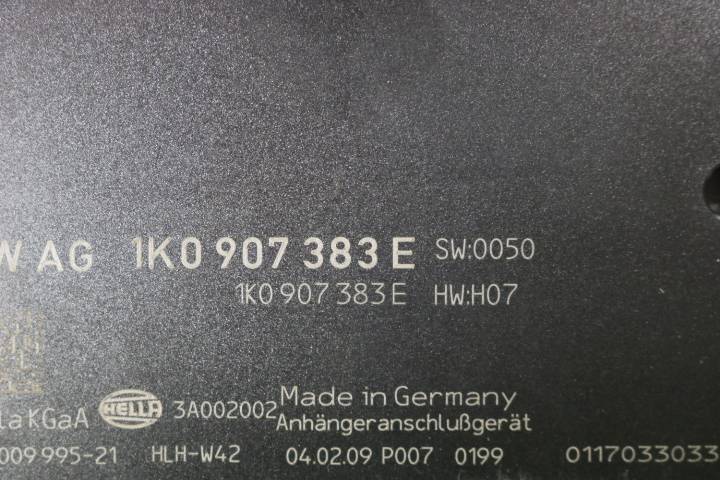 W AG 1K0 907 383 E SW:0050
1K0 907 383 E HW:H07
la KGaA HELLA 3A002002 Made in Germany
Anhängeranschlußgerät
009 995-21 HLH-W42 04.02.09 P007 0199 0117033033